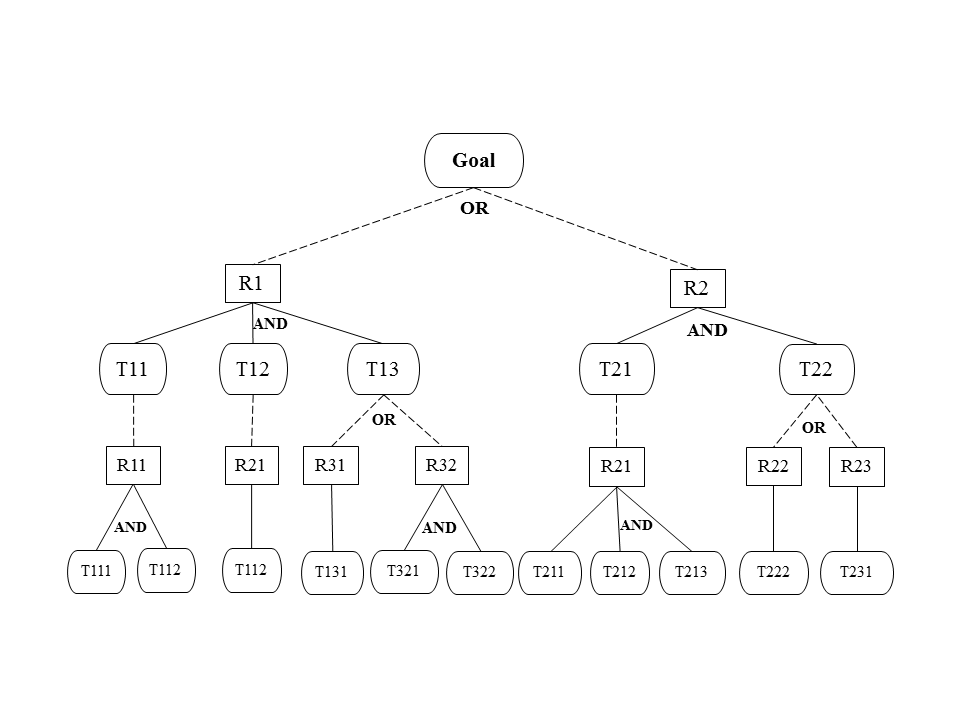 Goal
OR
R1
R2
AND
AND
T11
T12
T13
T21
T22
OR
OR
R11
R21
R31
R32
R21
R22
R23
AND
AND
AND
T111
T112
T112
T131
T321
T322
T211
T212
T213
T222
T231